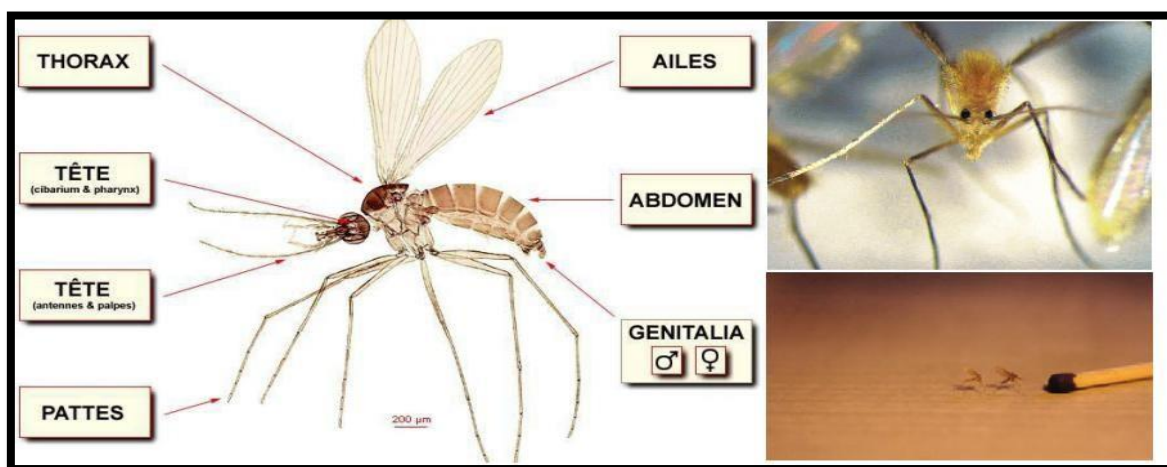 THORAX
TÊTE
(cibarium & pharynx)
TÊTE
(antennes & palpes)
PATTES
AILES
ABDOMEN
GENITALIA
♂ ♀
200 µm